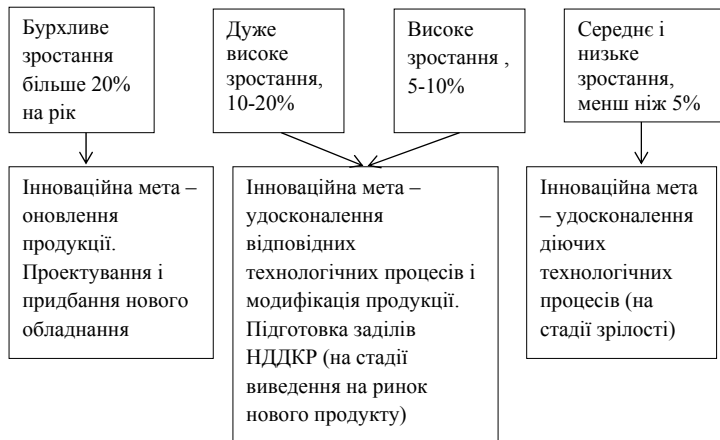 Бурхливе
зростання
більше 20%
на рік
Дуже
високе
зростання,
10-20%
Високе
зростання ,
5-10%
Середнє і
низьке
зростання,
менш ніж 5%
Інноваційна мета –
оновлення
продукції.
Проектування і
придбання нового
обладнання
Інноваційна мета –
удосконалення
відповідних
технологічних процесів і
модифікація продукції.
Підготовка заділів
НДДКР (на стадії
виведення на ринок
нового продукту)
Інноваційна мета
– удосконалення
діючих
технологічних
процесів (на
стадії зрілості)